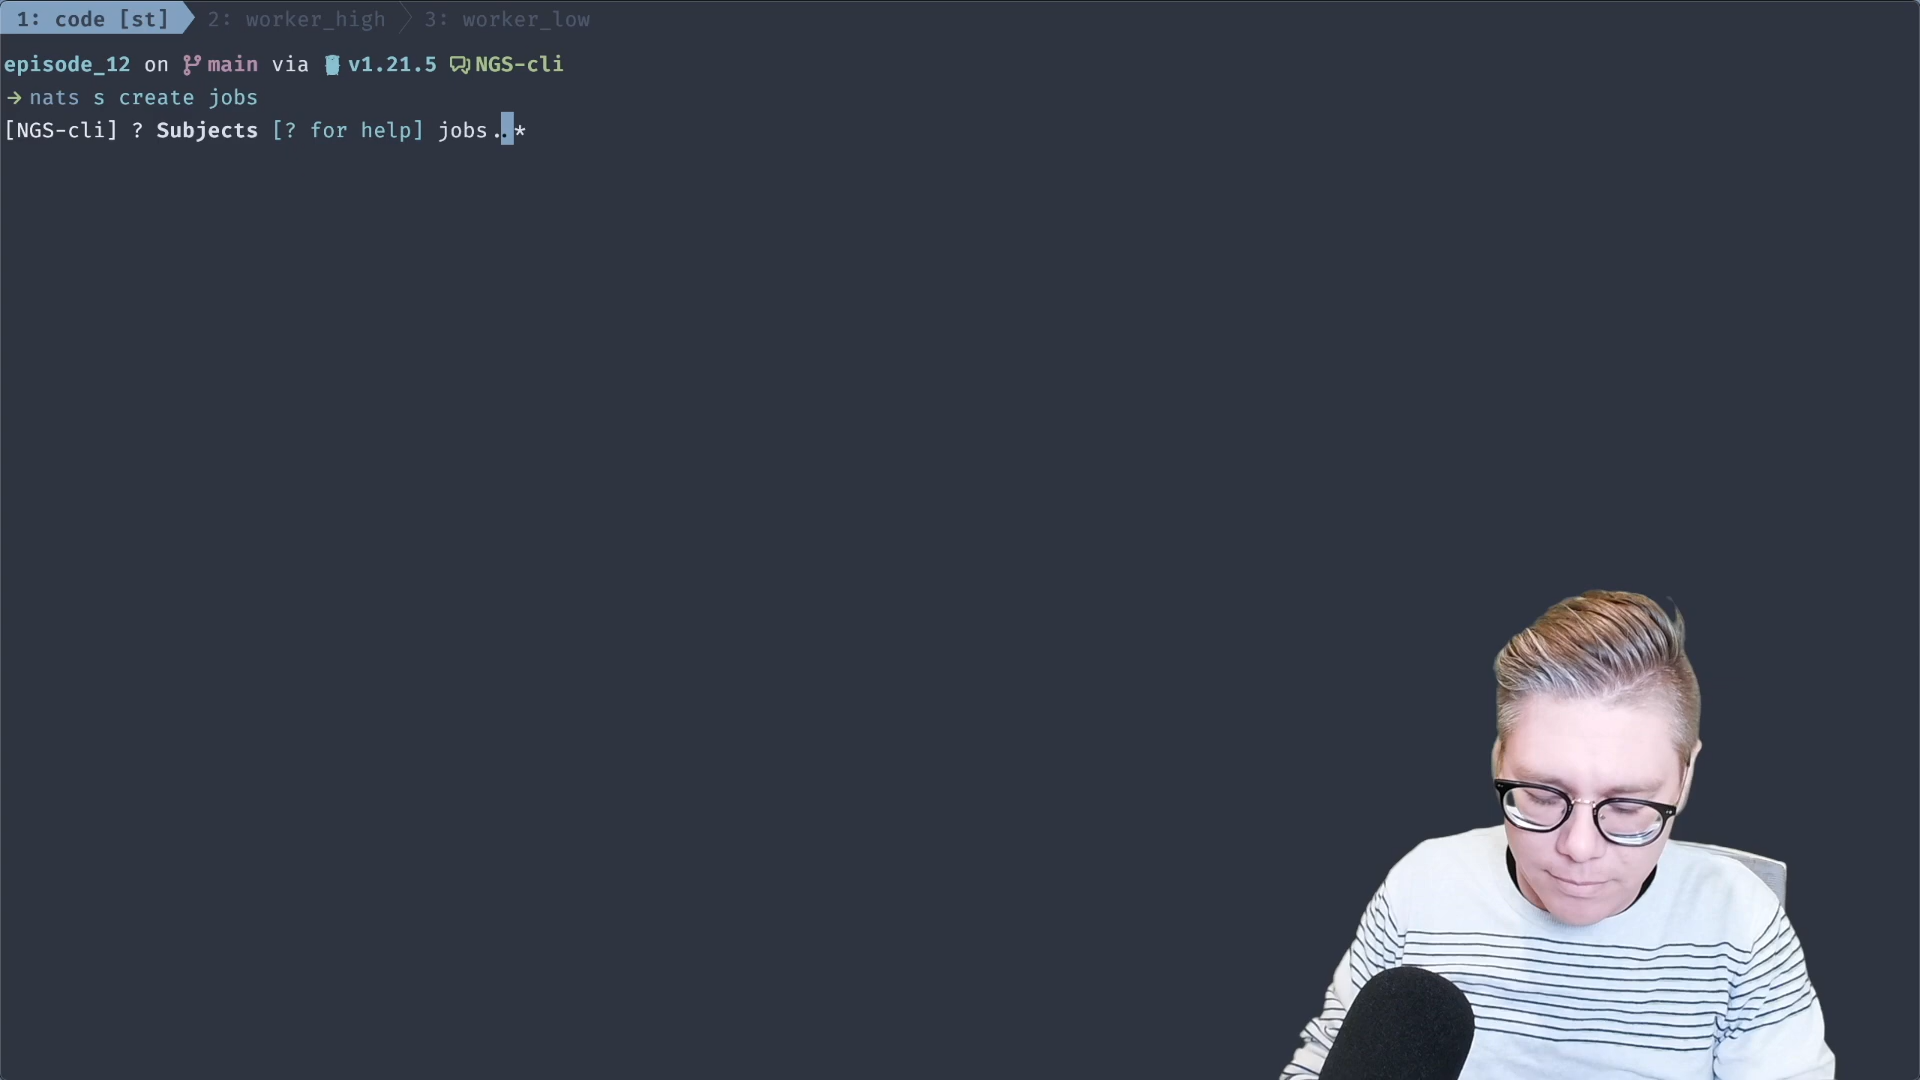 1: code [st] 2: worker_high 3: worker_low
episode_12 on main via v1.21.5 NGS-cli
→ nats s create jobs
[NGS-cli] ? Subjects [? for help] jobs..*